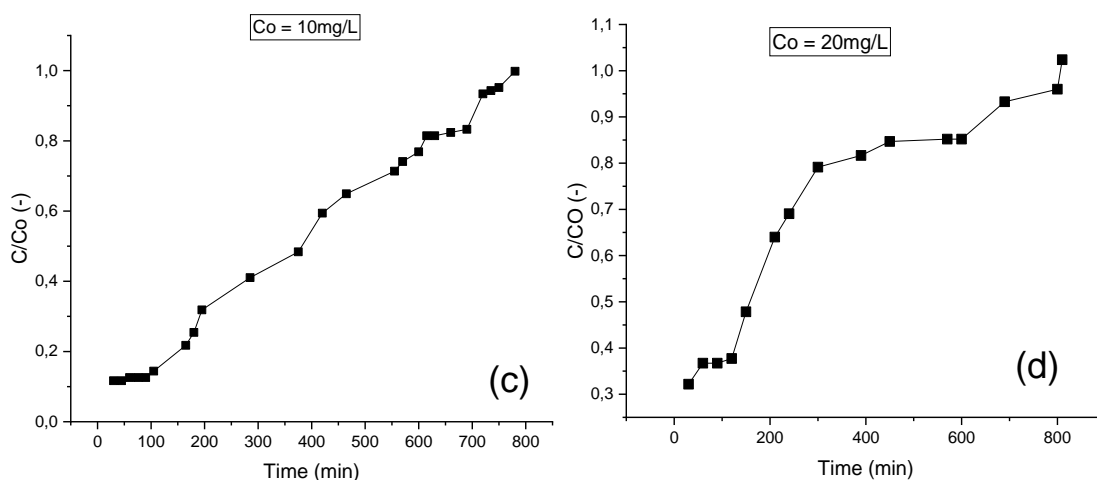 Co = 10mg/L
C/Co (-)
1,0
0,8
0,6
0,4
0,2
0,0
0 100 200 300 400 500 600 700 800
Time (min)
(c)
Co = 20mg/L
C/CO (-)
1,1
1,0
0,9
0,8
0,7
0,6
0,5
0,4
0,3
0 200 400 600 800
Time (min)
(d)